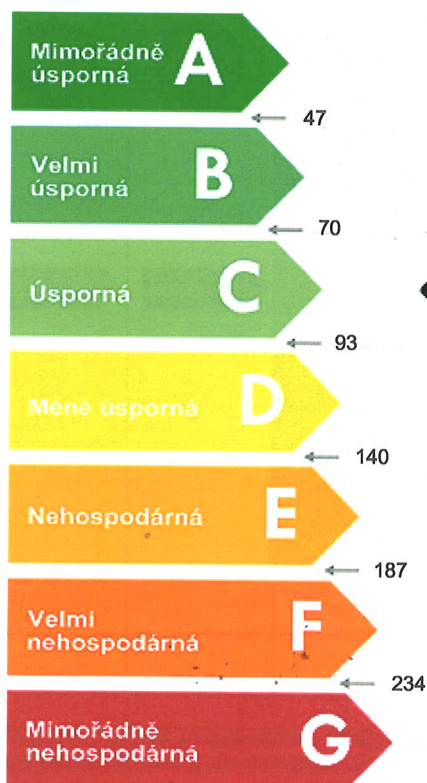 Mimořádně
úsporná
A
47
Velmi
úsporná
B
70
Úsporná
C
93
Méně úsporná
D
140
Nehospodárná
E
187
Velmi
nehospodárná
F
234
Mimořádně
nehospodárná
G